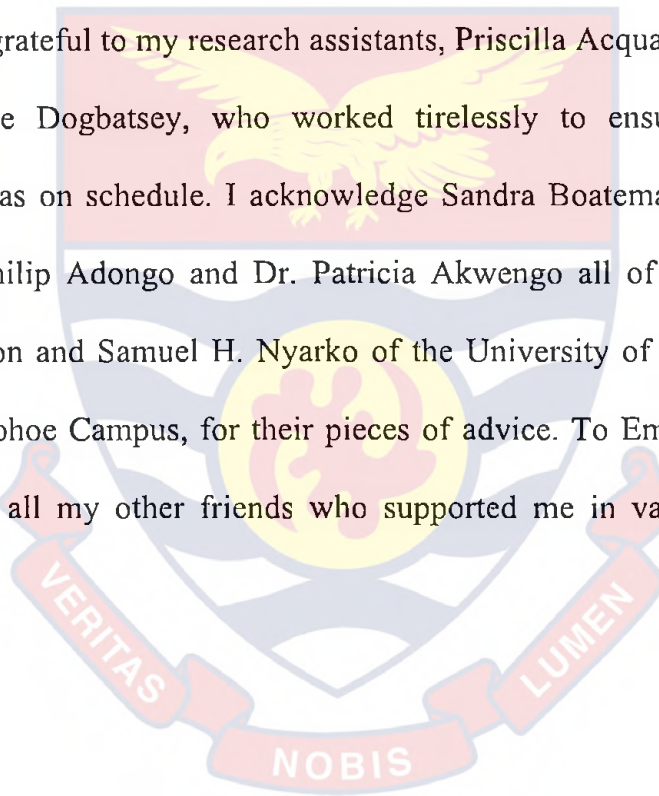 grateful to my research assistants, Priscilla Acqua
e Dogbatsey, who worked tirelessly to ensu
as on schedule. I acknowledge Sandra Boatema
hilip Adongo and Dr. Patricia Akwengo all of
on and Samuel H. Nyarko of the University of
ohoe Campus, for their pieces of advice. To Em
all my other friends who supported me in va
VERITAS
NOBIS
LUMEN